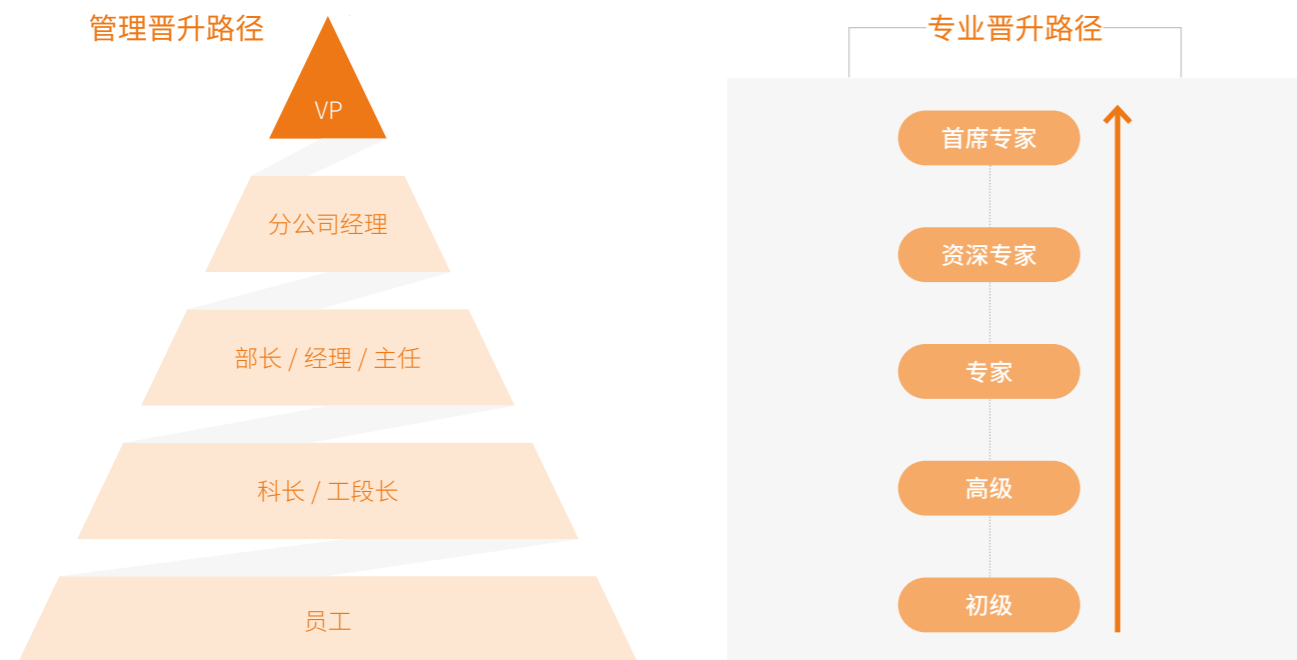 管理晋升路径
VP
分公司经理
部长 / 经理 / 主任
科长 / 工段长
员工
专业晋升路径
首席专家
资深专家
专家
高级
初级